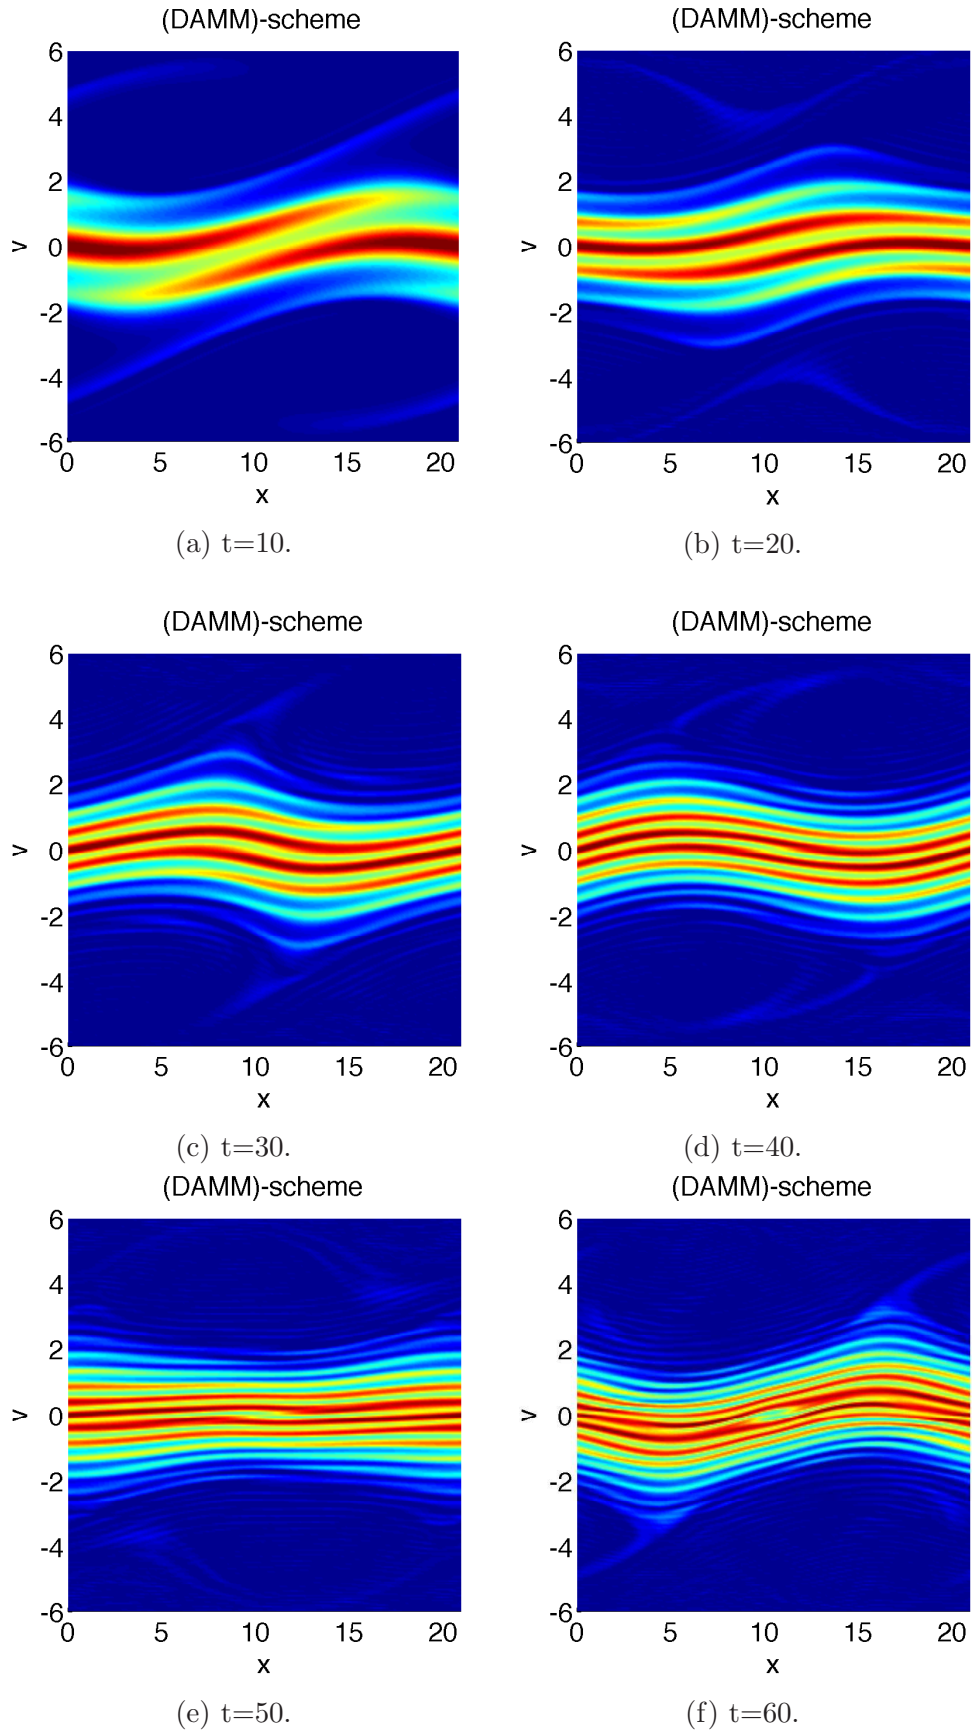 (DAMM)-scheme
6
4
2
0
-2
-4
-6
v
0 5 10 15 20
x
(a) t=10.
(DAMM)-scheme
6
4
2
0
-2
-4
-6
v
0 5 10 15 20
x
(b) t=20.
(DAMM)-scheme
6
4
2
0
-2
-4
-6
v
0 5 10 15 20
x
(c) t=30.
(DAMM)-scheme
6
4
2
0
-2
-4
-6
v
0 5 10 15 20
x
(d) t=40.
(DAMM)-scheme
6
4
2
0
-2
-4
-6
v
0 5 10 15 20
x
(e) t=50.
(DAMM)-scheme
6
4
2
0
-2
-4
-6
v
0 5 10 15 20
x
(f) t=60.